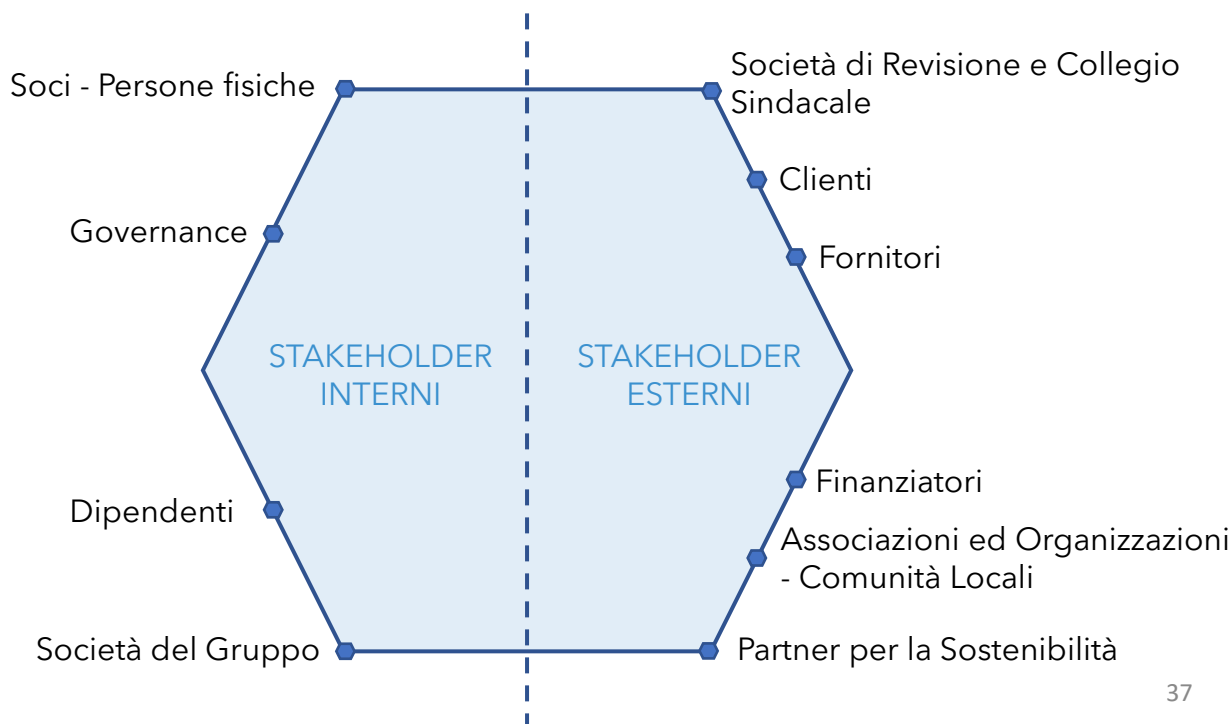 Soci - Persone fisiche
Governance
Dipendenti
Società del Gruppo
STAKEHOLDER
INTERNI
STAKEHOLDER
ESTERNI
Società di Revisione e Collegio
Sindacale
Clienti
Fornitori
Finanziatori
Associazioni ed Organizzazioni
- Comunità Locali
Partner per la Sostenibilità
37